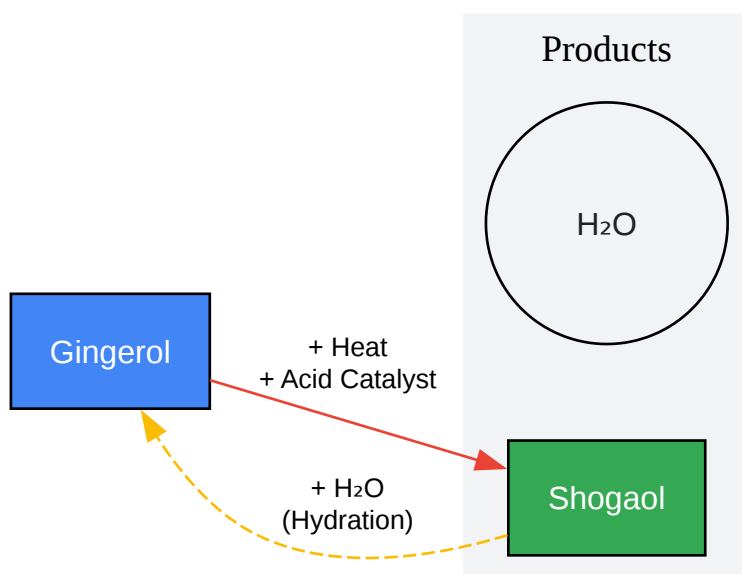 Products
H₂O
Gingerol
+ Heat
+ Acid Catalyst
+ H₂O
(Hydration)
Shogaol